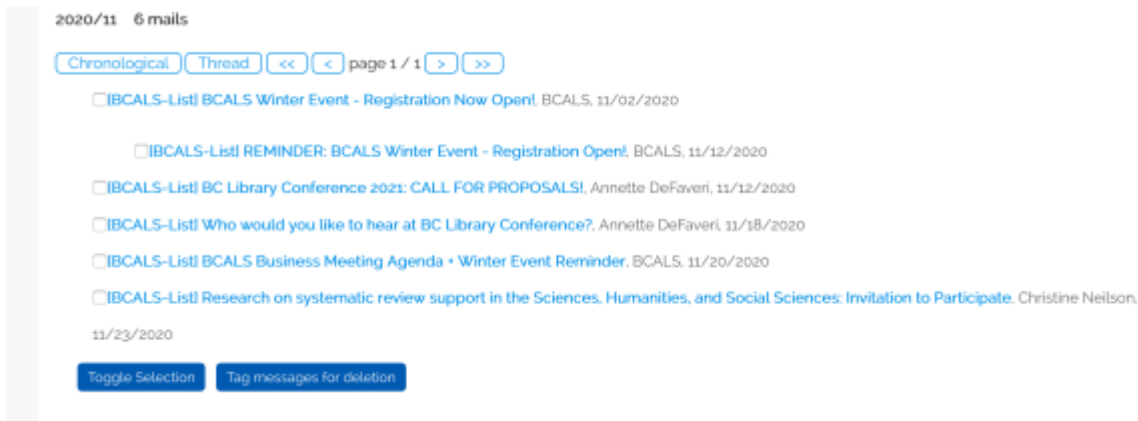 2020/11 6 mails
Chronological Thread << < page 1 / 1 > >>
[BCALS-List] BCALS Winter Event - Registration Now Open!, BCALS, 11/02/2020
[BCALS-List] REMINDER: BCALS Winter Event - Registration Open!, BCALS, 11/12/2020
[BCALS-List] BC Library Conference 2021: CALL FOR PROPOSALS!, Annette DeFaveri, 11/12/2020
[BCALS-List] Who would you like to hear at BC Library Conference?, Annette DeFaveri, 11/18/2020
[BCALS-List] BCALS Business Meeting Agenda + Winter Event Reminder, BCALS, 11/20/2020
[BCALS-List] Research on systematic review support in the Sciences, Humanities, and Social Sciences: Invitation to Participate, Christine Neilson,
11/23/2020
Toggle Selection Tag messages for deletion